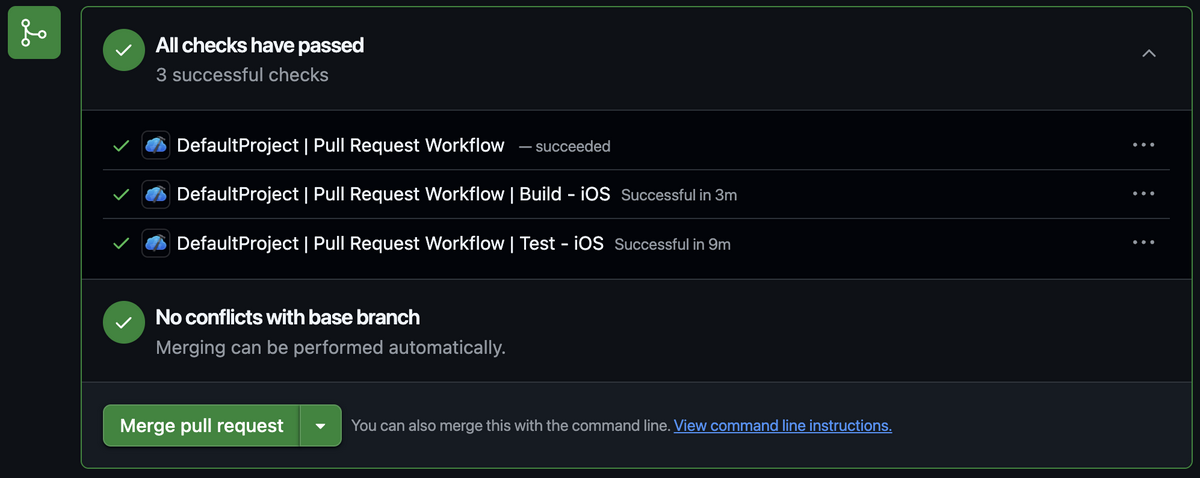 All checks have passed
3 successful checks
DefaultProject | Pull Request Workflow — succeeded
DefaultProject | Pull Request Workflow | Build - iOS Successful in 3m
DefaultProject | Pull Request Workflow | Test - iOS Successful in 9m
No conflicts with base branch
Merging can be performed automatically.
Merge pull request You can also merge this with the command line. View command line instructions.